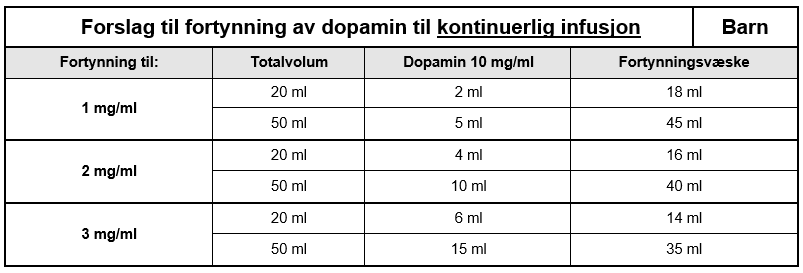 Forslag til fortynning av dopamin til kontinuerlig infusjon Barn
Fortynning til: Totalvolum Dopamin 10 mg/ml Fortynningsvæske
1 mg/ml
20 ml 2 ml 18 ml
50 ml 5 ml 45 ml
2 mg/ml
20 ml 4 ml 16 ml
50 ml 10 ml 40 ml
3 mg/ml
20 ml 6 ml 14 ml
50 ml 15 ml 35 ml